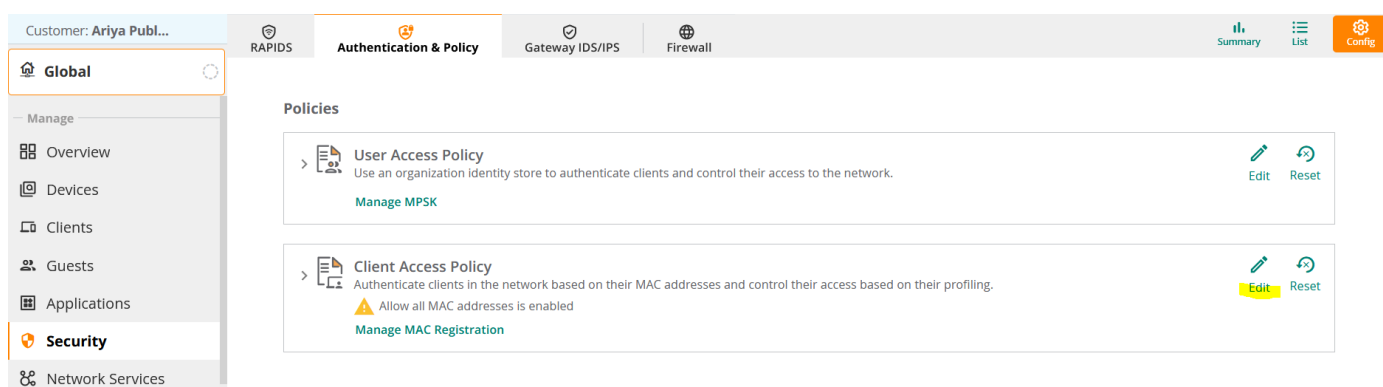 Customer: Ariya Publ...
Global
Manage
Overview
Devices
Clients
Guests
Applications
Security
Network Services
RAPIDS
Authentication & Policy
Gateway IDS/IPS
Firewall
Summary
List
Config
Policies
User Access Policy
Use an organization identity store to authenticate clients and control their access to the network.
Manage MPSK
Edit
Reset
Client Access Policy
Authenticate clients in the network based on their MAC addresses and control their access based on their profiling.
Allow all MAC addresses is enabled
Manage MAC Registration
Edit
Reset